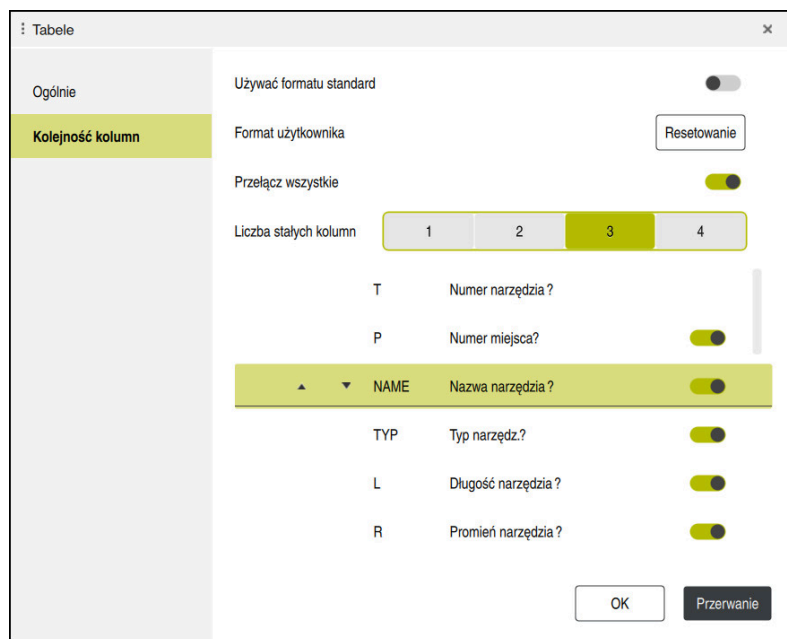 Tabele
Ogólnie
Kolejność kolumn
Używać formatu standard
Format użytkownika Resetowanie
Przełącz wszystkie
Liczba stałych kolumn 1 2 3 4
T Numer narzędzia?
P Numer miejsca?
NAME Nazwa narzędzia?
TYP Typ narzędz.?
L Długość narzędzia?
R Promień narzędzia?
OK Przerwanie